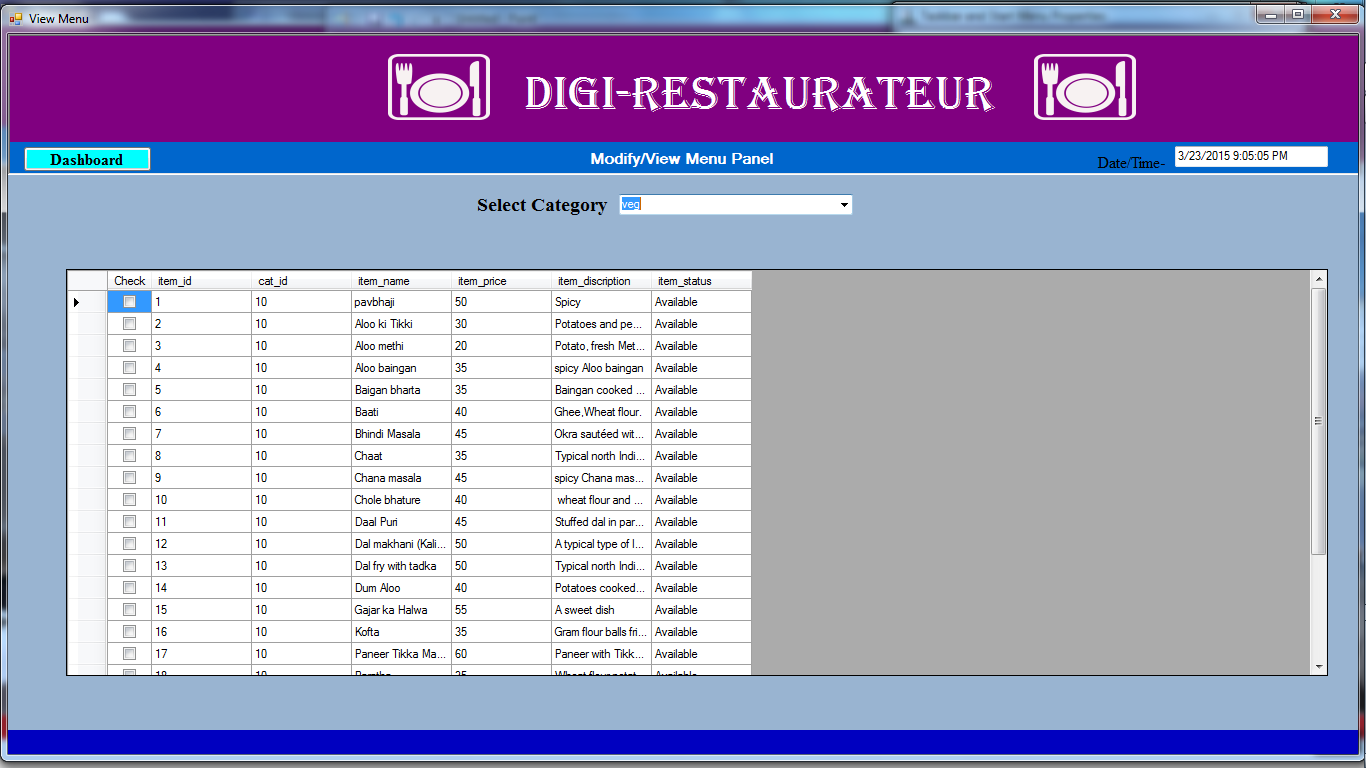 View Menu
DIGI-RESTAURATEUR
Dashboard
Modify/View Menu Panel
Date/Time-
3/23/2015 9:05:05 PM
Select Category
veg
Check item_id cat_id item_name item_price item_discription item_status
1 10 pavbhaji 50 Spicy Available
2 10 Aloo ki Tikki 30 Potatoes and pe... Available
3 10 Aloo methi 20 Potato, fresh Met... Available
4 10 Aloo baingan 35 spicy Aloo baingan Available
5 10 Baigan bharta 35 Baingan cooked ... Available
6 10 Baati 40 Ghee,Wheat flour. Available
7 10 Bhindi Masala 45 Okra sautéed wit... Available
8 10 Chaat 35 Typical north Indi... Available
9 10 Chana masala 45 spicy Chana mas... Available
10 10 Chole bhature 40 wheat flour and ... Available
11 10 Daal Puri 45 Stuffed dal in par... Available
12 10 Dal makhani (Kali... 50 A typical type of l... Available
13 10 Dal fry with tadka 50 Typical north Indi... Available
14 10 Dum Aloo 40 Potatoes cooked... Available
15 10 Gajar ka Halwa 55 A sweet dish Available
16 10 Kofta 35 Gram flour balls fri... Available
17 10 Paneer Tikka Ma... 60 Paneer with Tikk... Available